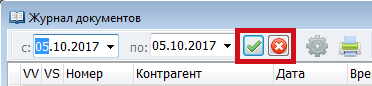 Журнал документов
с: 05.10.2017 по: 05.10.2017
VV VS Номер Контрагент Дата Вре